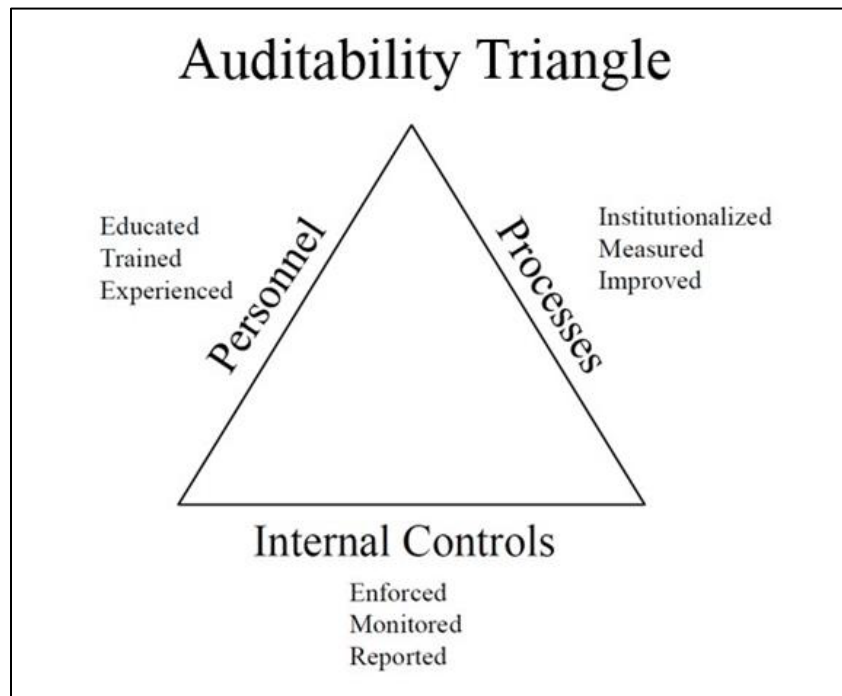 Auditability Triangle
Educated
Trained
Experienced
Personnel
Processes
Institutionalized
Measured
Improved
Internal Controls
Enforced
Monitored
Reported